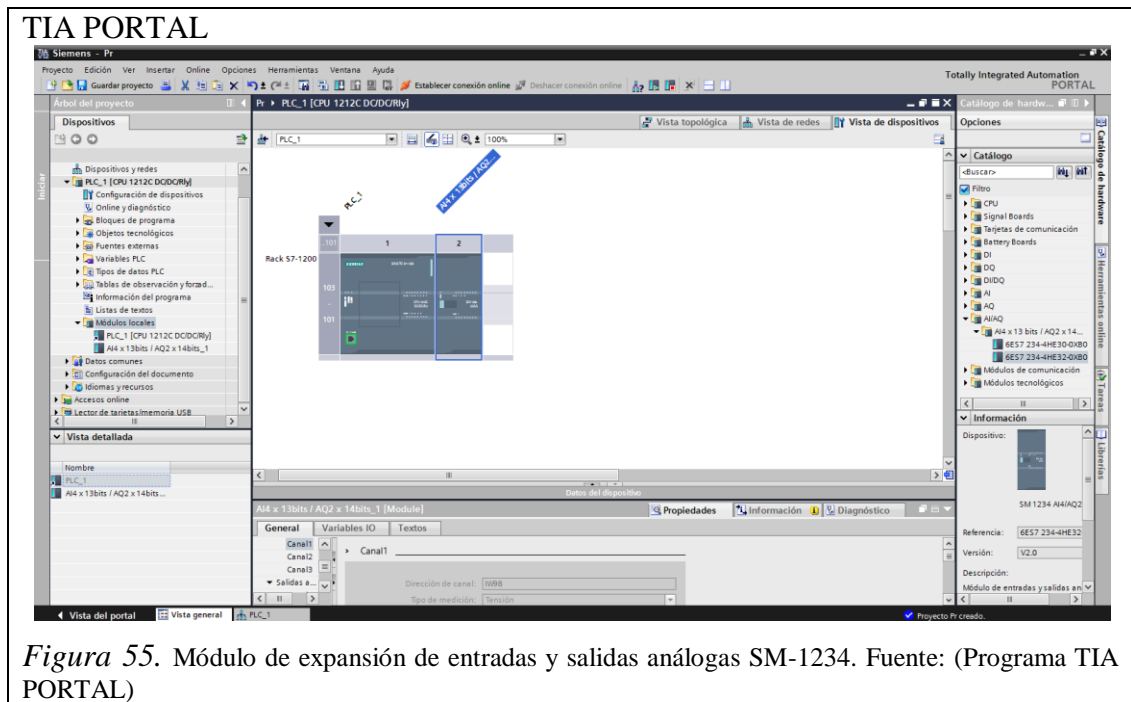 TIA PORTAL
Siemens - Pr
Proyecto Edición Ver Insertar Online Opciones Herramientas Ventana Ayuda
Totally Integrated Automation
PORTAL
Guardar proyecto
Establecer conexión online
Deshacer conexión online
Árbol del proyecto
Pr PLC_1 [CPU 1212C DC/DC/Rly]
Catálogo de hardw...
Dispositivos
Vista topológica
Vista de redes
Vista de dispositivos
Opciones
PLC_1
100%
Dispositivos y redes
PLC_1 [CPU 1212C DC/DC/Rly]
Configuración de dispositivos
Online y diagnóstico
Bloques de programa
Objetos tecnológicos
Fuentes externas
Variables PLC
Tipos de datos PLC
Tablas de observación y forzad...
Información del programa
Listas de textos
Módulos locales
PLC_1 [CPU 1212C DC/DC/Rly]
AI4 x 13bits / AQ2 x 14bits_1
Datos comunes
Configuración del documento
Idiomas y recursos
Accesos online
Lector de tarjetas/memoria USB
Iniciar
PLC_1
AI4 x 13bits / AQ2...
1
2
Rack S7-1200
103
101
Catálogo
<Buscar>
Filtro
CPU
Signal Boards
Tarjetas de comunicación
Battery Boards
DI
DQ
DI/DQ
AI
AQ
AI/AQ
AI4 x 13 bits / AQ2 x 14...
6ES7 234-4HE30-0XB0
6ES7 234-4HE32-0XB0
Módulos de comunicación
Módulos tecnológicos
Catálogo de hardware
Herramientas online
Tareas
Librerías
Vista detallada
Nombre
PLC_1
AI4 x 13bits / AQ2 x 14bits...
Datos del dispositivo
AI4 x 13bits / AQ2 x 14bits_1 [Module]
Propiedades
Información
Diagnóstico
General
Variables IO
Textos
Canal1
Canal2
Canal3
Salidas a...
Canal1
Dirección de canal:
IW98
Tipo de medición:
Tensión
Información
Dispositivo:
SM 1234 AI4/AQ2
Referencia:
6ES7 234-4HE32
Versión:
V2.0
Descripción:
Módulo de entradas y salidas an
Vista del portal
Vista general
PLC_1
Proyecto Pr creado.
Figura 55. Módulo de expansión de entradas y salidas análogas SM-1234. Fuente: (Programa TIA
PORTAL)